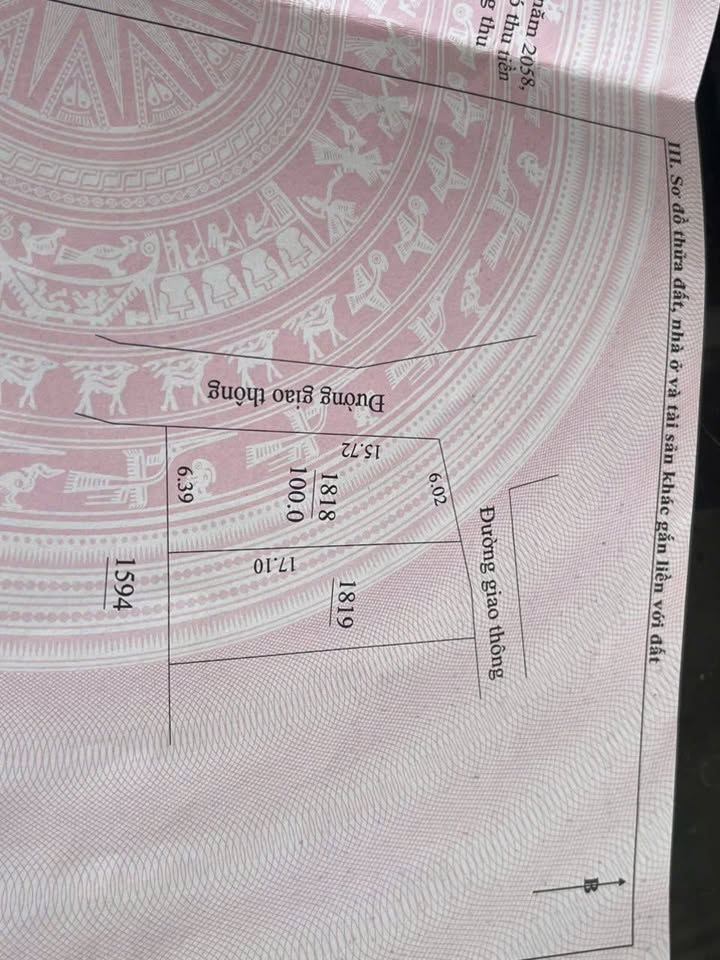 năm 2058,
thu tiền
g thu
III. Sơ đồ thửa đất, nhà ở và tài sản khác gắn liền với đất
B
Đường giao thông
Đường giao thông
6.02
15.72
1818
100.0
1819
17.10
6.39
1594